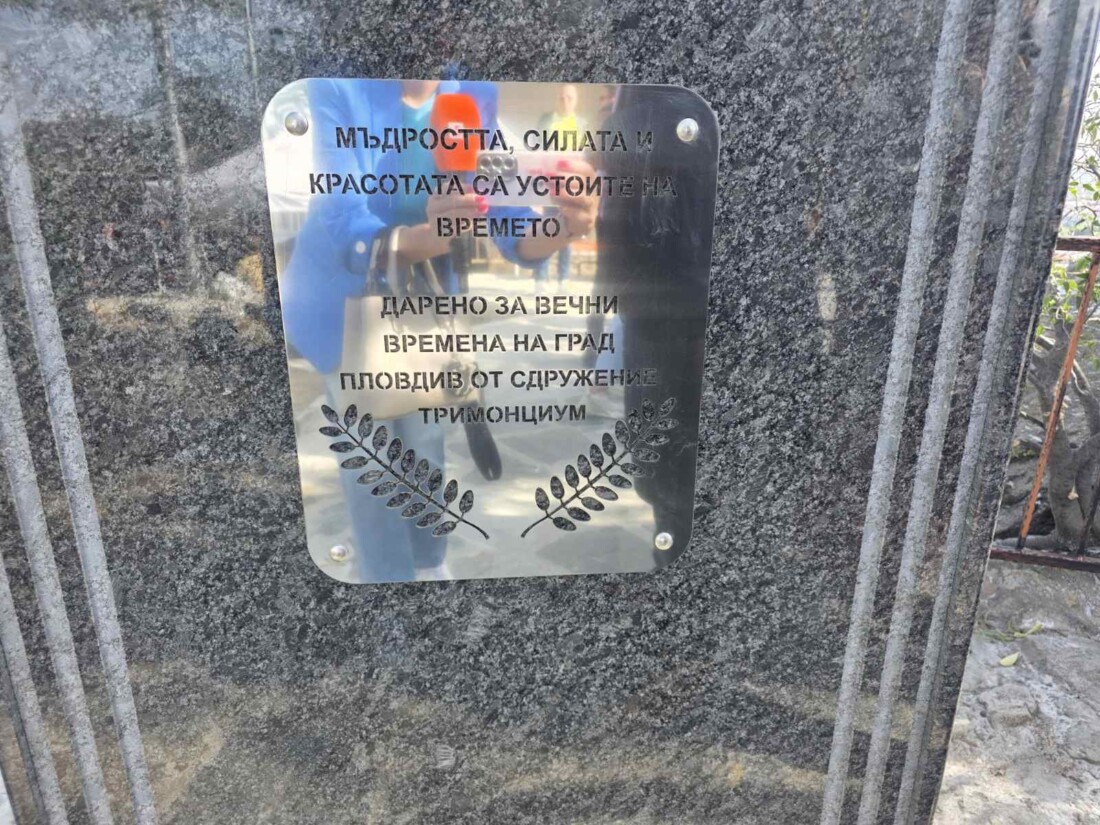 МЪДРОСТТА, СИЛАТА И
КРАСОТАТА СА УСТОИТЕ НА
ВРЕМЕТО
ДАРЕНО ЗА ВЕЧНИ
ВРЕМЕНА НА ГРАД
ПЛОВДИВ ОТ СДРУЖЕНИЕ
ТРИМОНЦИУМ